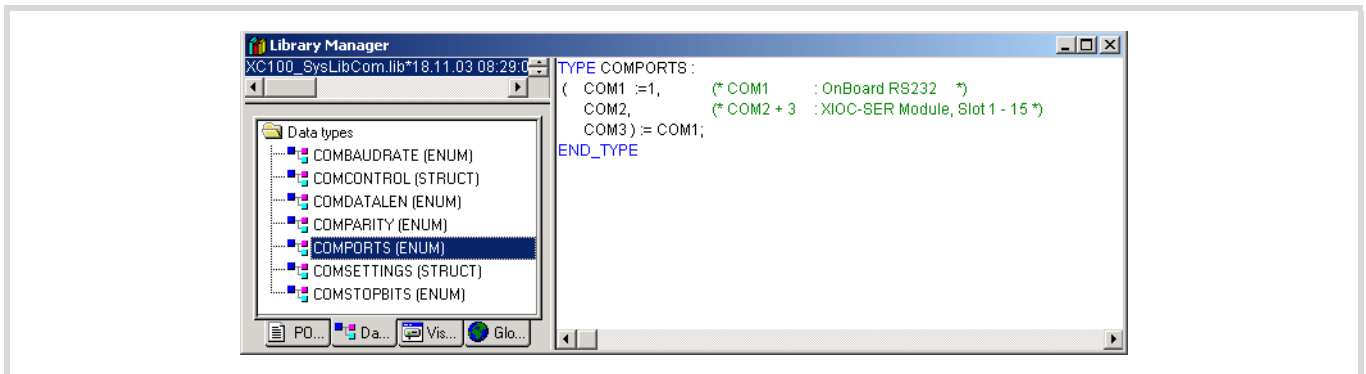 Library Manager
XC100_SysLibCom.lib*18.11.03 08:29:0
Data types
COMBAUDRATE (ENUM)
COMCONTROL (STRUCT)
COMDATALEN (ENUM)
COMPARITY (ENUM)
COMPORTS (ENUM)
COMSETTINGS (STRUCT)
COMSTOPBITS (ENUM)
PO... Da... Vis... Glo...
TYPE COMPORTS :
( COM1 :=1, (* COM1 : OnBoard RS232 *)
COM2, (* COM2 + 3 : XIOC-SER Module, Slot 1 - 15 *)
COM3 ) := COM1;
END_TYPE